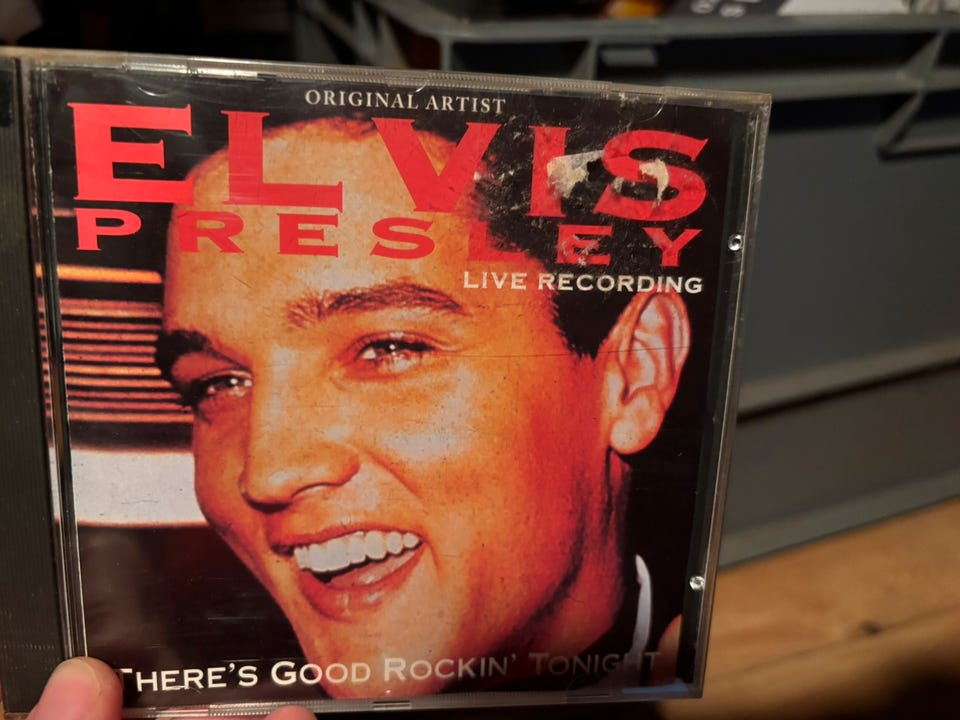 ORIGINAL ARTIST
ELVIS
PRESLEY
LIVE RECORDING
THERE'S GOOD ROCKIN' TONIGHT